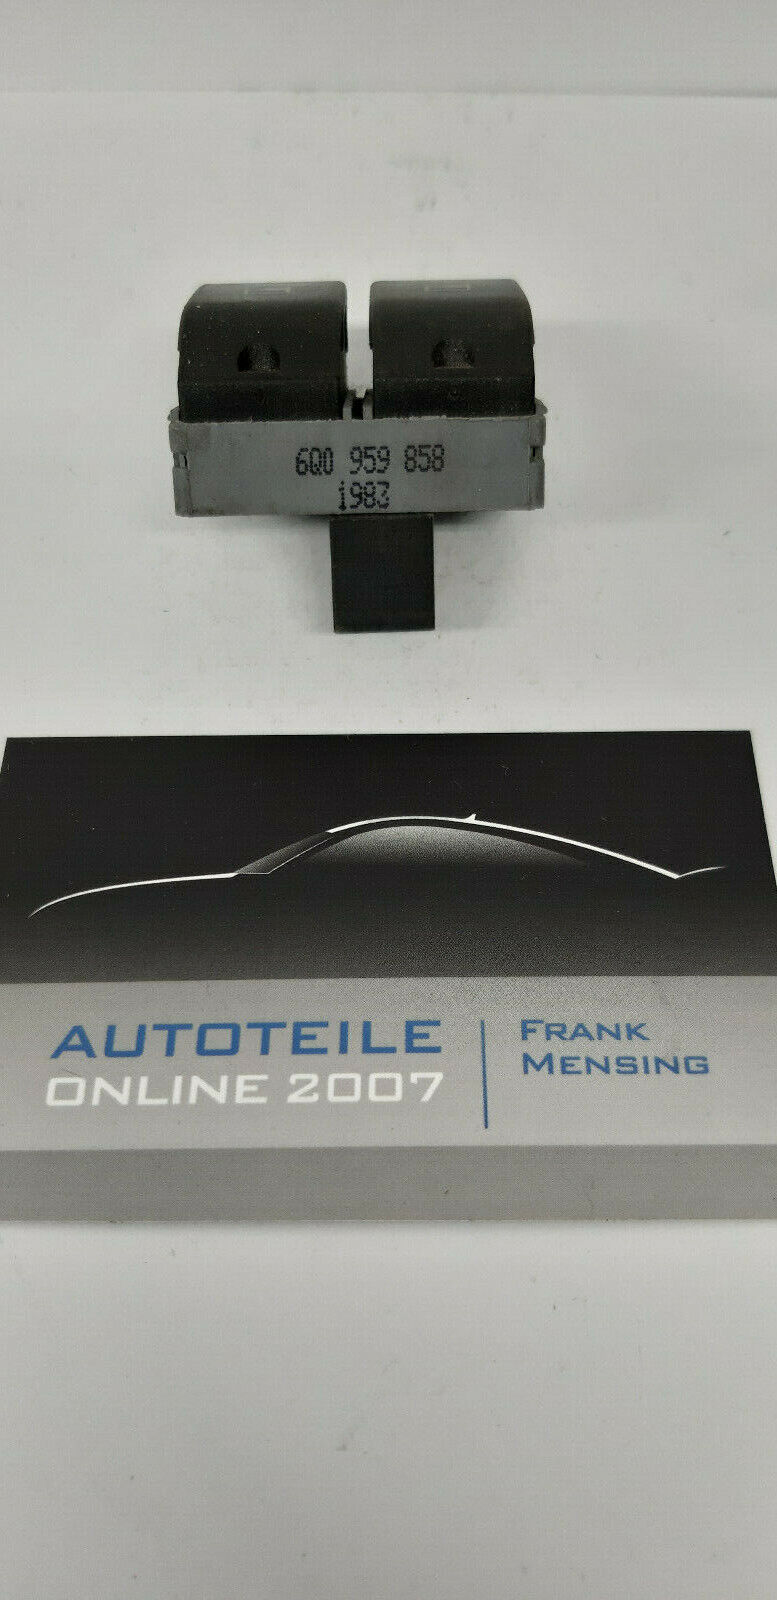 6Q0 959 858
1983
AUTOTEILE
ONLINE 2007
FRANK
MENSING